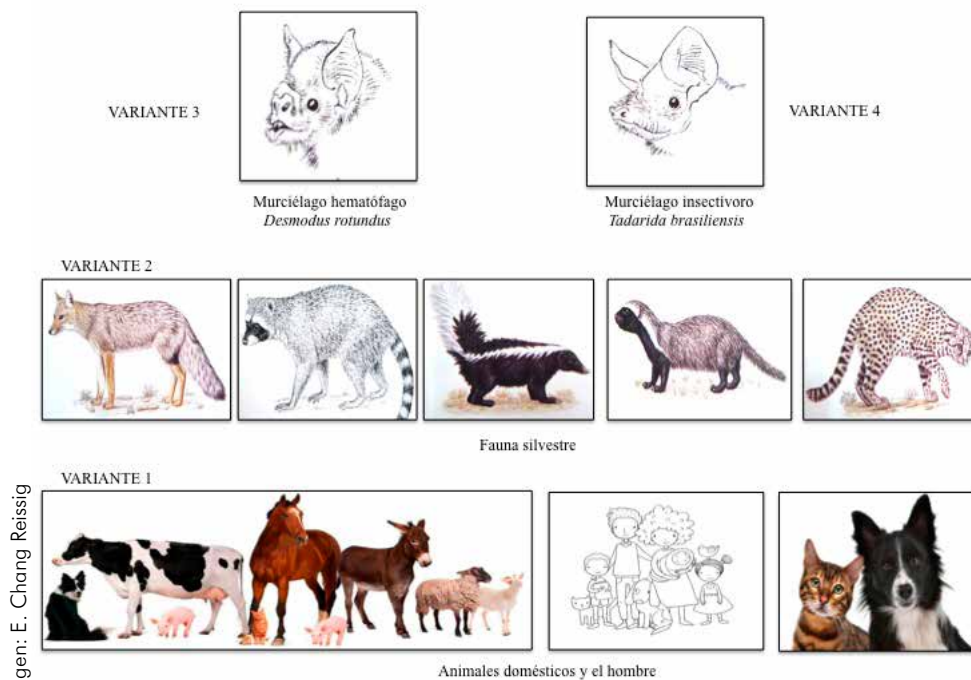 VARIANTE 3
VARIANTE 4
Murciélago hematófago
Desmodus rotundus
Murciélago insectívoro
Tadarida brasiliensis
VARIANTE 2
Fauna silvestre
VARIANTE 1
Animales domésticos y el hombre
gen: E. Chang Reissig